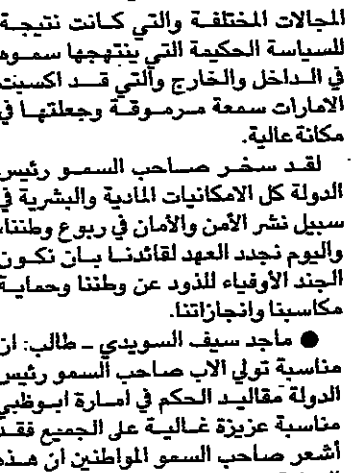 المجالات المختلفة والتي كانت نتيجة
للسياسة الحكيمة التي ينتهجها سموه
في الداخل والخارج والتي قد اكسبت
الامارات سمعة مرموقة وجعلتها في
مكانة عالية.
لقد سخر صاحب السمو رئيس
الدولة كل الامكانيات المادية والبشرية في
سبيل نشر الأمن والأمان في ربوع وطننا،
واليوم نجدد العهد لقائدنا بان نكون
الجند الأوفياء للذود عن وطننا وحماية
مكاسبنا وانجازاتنا.
● ماجد سيف السويدي ـ طالب: ان
مناسبة تولي الاب صاحب السمو رئيس
الدولة مقاليد الحكم في امارة ابوظبي
مناسبة عزيزة غالية على الجميع فقد
أشعر صاحب السمو المواطنين ان هذه